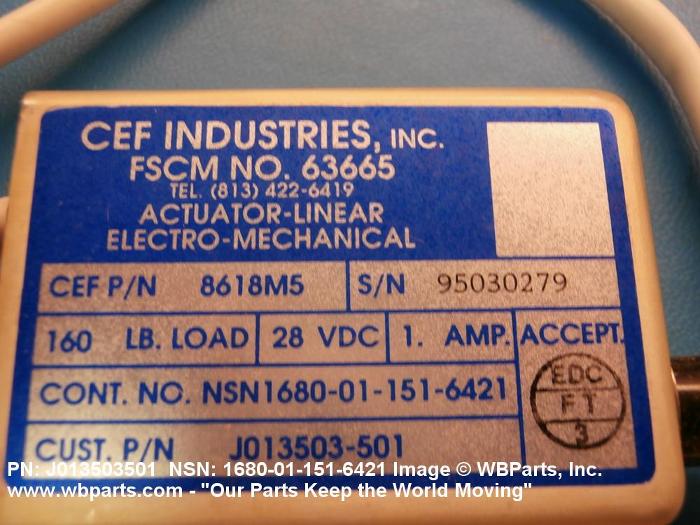 CEF INDUSTRIES, INC.
FSCM NO. 63665
TEL. (813) 422-6419
ACTUATOR-LINEAR
ELECTRO-MECHANICAL
CEF P/N 8618M5 S/N 95030279
160 LB. LOAD 28 VDC 1. AMP. ACCEPT.
CONT. NO. NSN1680-01-151-6421
EDC
FT
3
CUST. P/N J013503-501
PN: J013503501 NSN: 1680-01-151-6421 Image © WBParts, Inc.
www.wbparts.com - "Our Parts Keep the World Moving"